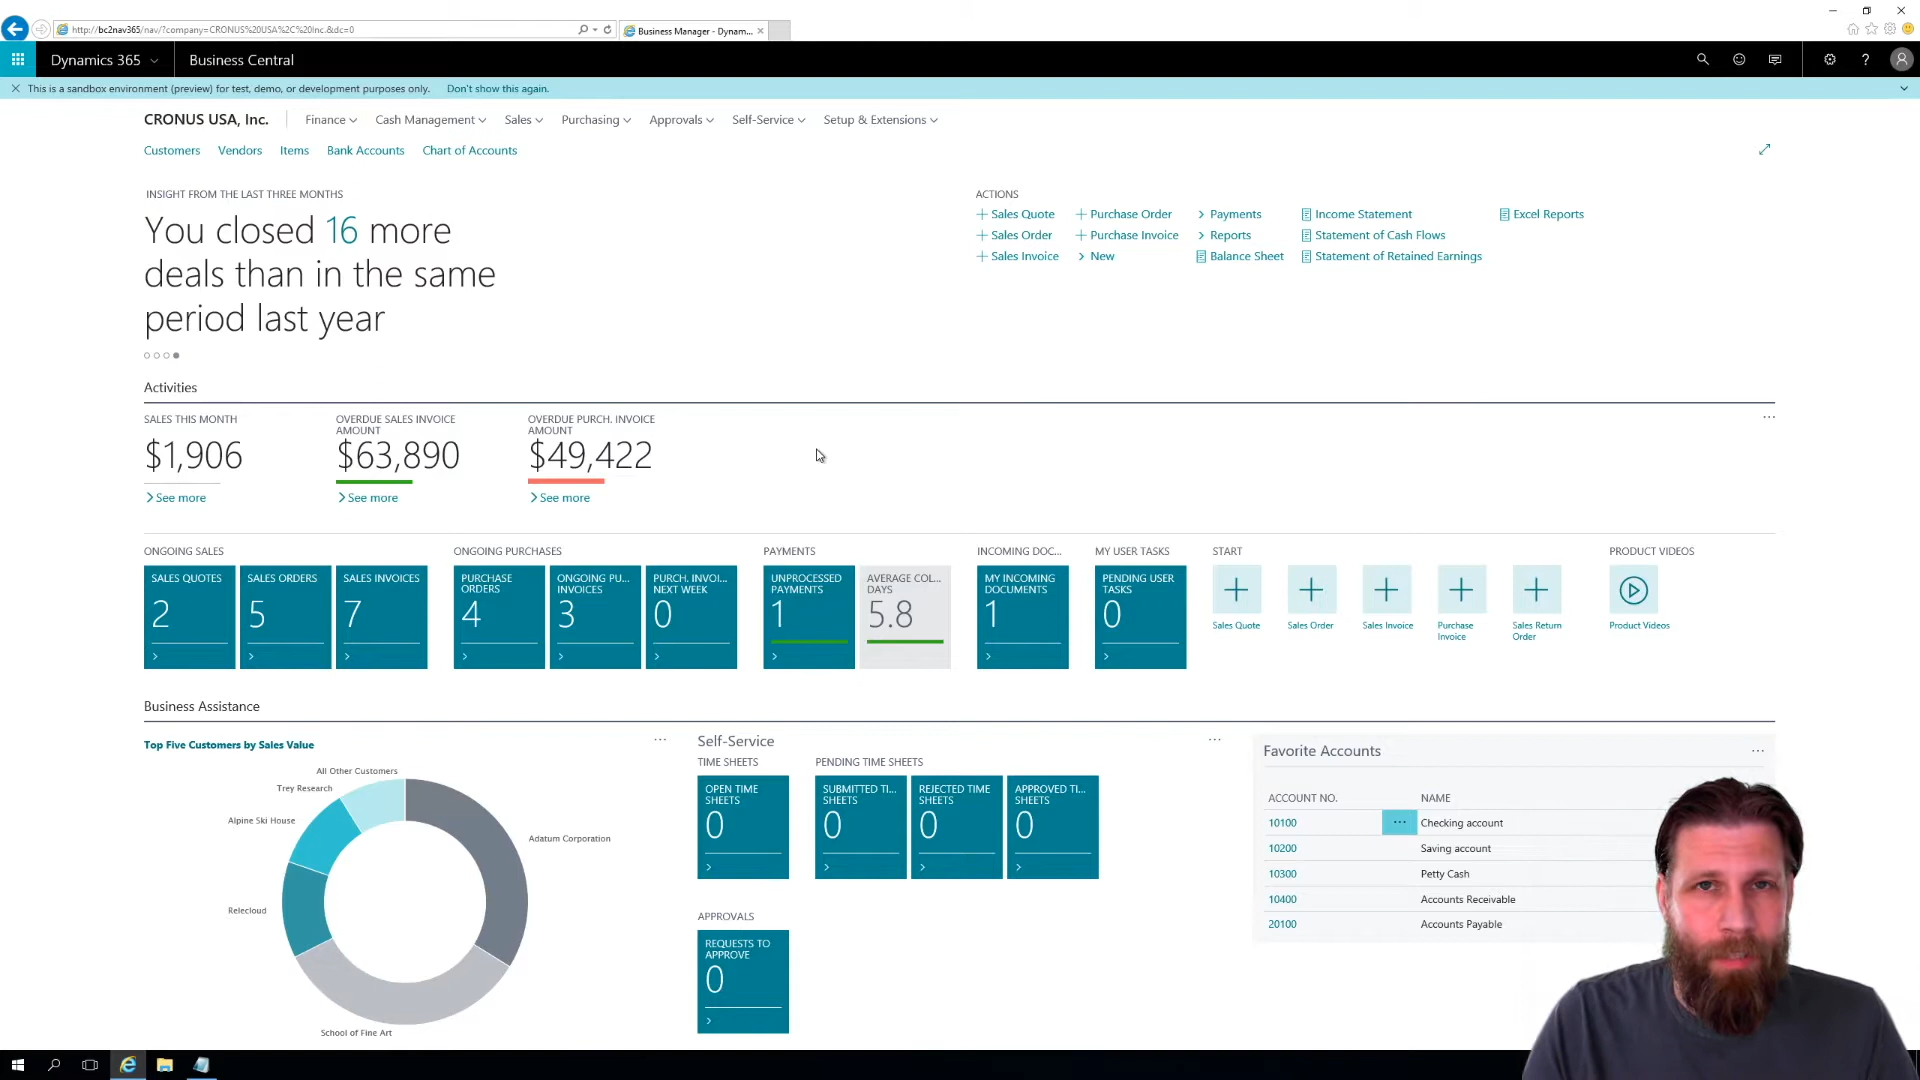 http://bc2nav365/nav/?company=CRONUS%20USA%2C%20Inc.&dc=0
Business Manager - Dynam...
Dynamics 365
Business Central
This is a sandbox environment (preview) for test, demo, or development purposes only. Don't show this again.
CRONUS USA, Inc.
Finance
Cash Management
Sales
Purchasing
Approvals
Self-Service
Setup & Extensions
Customers
Vendors
Items
Bank Accounts
Chart of Accounts
INSIGHT FROM THE LAST THREE MONTHS
You closed 16 more
deals than in the same
period last year
ACTIONS
Sales Quote
Purchase Order
Payments
Income Statement
Excel Reports
Sales Order
Purchase Invoice
Reports
Statement of Cash Flows
Sales Invoice
New
Balance Sheet
Statement of Retained Earnings
Activities
SALES THIS MONTH
$1,906
See more
OVERDUE SALES INVOICE
AMOUNT
$63,890
See more
OVERDUE PURCH. INVOICE
AMOUNT
$49,422
See more
ONGOING SALES
SALES QUOTES
2
SALES ORDERS
5
SALES INVOICES
7
ONGOING PURCHASES
PURCHASE
ORDERS
4
ONGOING PU...
INVOICES
3
PURCH. INVOI...
NEXT WEEK
0
PAYMENTS
UNPROCESSED
PAYMENTS
1
AVERAGE COL...
DAYS
5.8
INCOMING DOC...
MY INCOMING
DOCUMENTS
1
MY USER TASKS
PENDING USER
TASKS
0
START
Sales Quote
Sales Order
Sales Invoice
Purchase
Invoice
Sales Return
Order
PRODUCT VIDEOS
Product Videos
Business Assistance
Top Five Customers by Sales Value
All Other Customers
Trey Research
Alpine Ski House
Adatum Corporation
Relecloud
School of Fine Art
Self-Service
TIME SHEETS
OPEN TIME
SHEETS
0
PENDING TIME SHEETS
SUBMITTED TI...
SHEETS
0
REJECTED TIME
SHEETS
0
APPROVED TI...
SHEETS
0
APPROVALS
REQUESTS TO
APPROVE
0
Favorite Accounts
ACCOUNT NO. NAME
10100 Checking account
10200 Saving account
10300 Petty Cash
10400 Accounts Receivable
20100 Accounts Payable